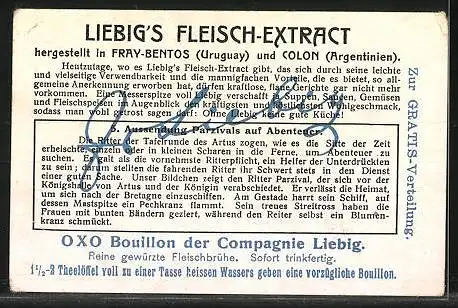 LIEBIG'S FLEISCH-EXTRACT
hergestellt in FRAY-BENTOS (Uruguay) und COLON (Argentinien).
Heutzutage, wo es Liebig's Fleisch-Extract gibt, das sich durch seine leichte
und vielseitige Verwendbarkeit und die mannigfachen Vorteile, die es bietet, so all-
gemeine Anerkennung erworben hat, dürfen kraftlose, fade Gerichte gar nicht mehr
vorkommen. Eine Messerspitze voll Liebig verschafft den Suppen, Saucen, Gemüsen
und Fleischspeisen im Augenblick den kräftigsten und köstlichsten Wohlgeschmack,
sodass man wohl getrost sagen darf: Ohne Liebig keine gute Küche!
J v Liebig
5. Aussendung Parzivals auf Abenteuer.
Die Ritter der Tafelrunde des Artus zogen, wie es die Sitte der Zeit
erheischte, einzeln oder in kleinen Scharen in die Ferne, um Abenteuer zu
suchen. Es galt als die vornehmste Ritterpflicht, ein Helfer der Unterdrückten
zu sein; und so stellten die fahrenden Ritter ihr Schwert stets in den Dienst
einer guten Sache. Unser Bildchen zeigt den Ritter Parzival, der sich vor der
Königshalle von Artus und der Königin verabschiedet. Er verlässt die Heimat,
um sich nach der Bretagne einzuschiffen. Am Gestade harrt sein Schiff, auf
dessen Mastspitze ein Pechkranz flammt. Sein treues Streitross haben die
Frauen mit bunten Bändern geziert, während den Reiter selbst ein Blumen-
kranz schmückt.
Zur GRATIS-Verteilung.
OXO Bouillon der Compagnie Liebig.
Reine gewürzte Fleischbrühe. Sofort trinkfertig.
1½-2 Theelöffel voll zu einer Tasse heissen Wassers geben eine vorzügliche Bouillon.